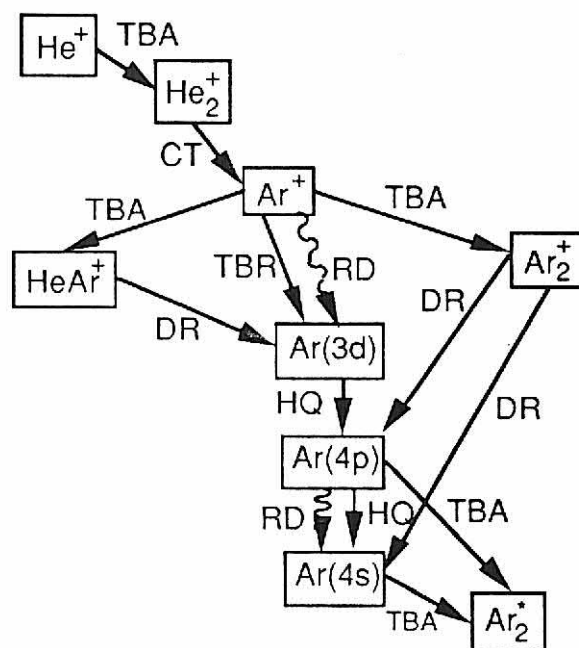 He+
TBA
He2+
CT
Ar+
TBA
TBA
HeAr+
TBR
RD
Ar2+
DR
DR
Ar(3d)
HQ
DR
Ar(4p)
RD
HQ
TBA
Ar(4s)
TBA
Ar2*